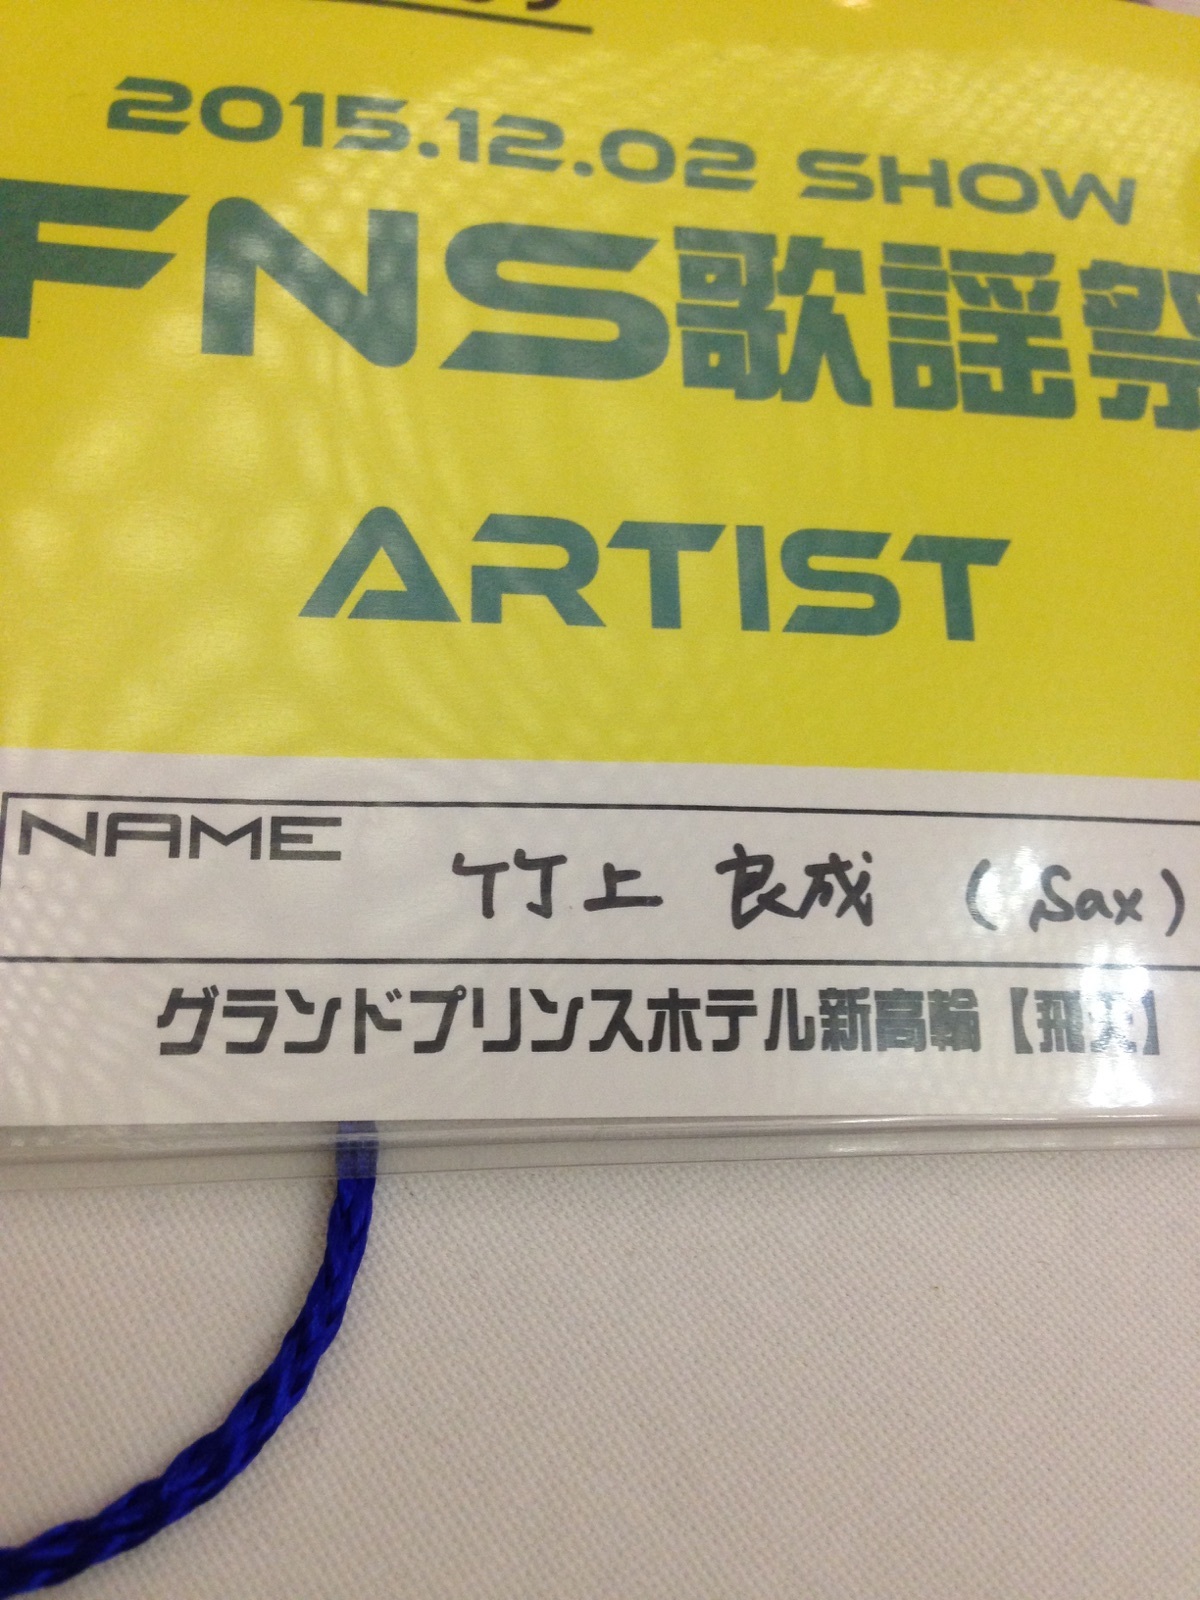 2015.12.02 SHOW
FNS歌謡祭
ARTIST
NAME 竹上 良成 (Sax)
グランドプリンスホテル新高輪【飛天】